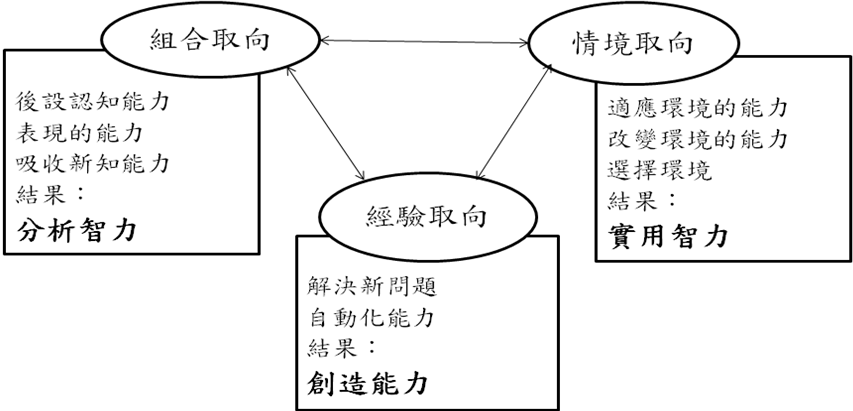 組合取向
後設認知能力
表現的能力
吸收新知能力
結果：
分析智力
情境取向
適應環境的能力
改變環境的能力
選擇環境
結果：
實用智力
經驗取向
解決新問題
自動化能力
結果：
創造能力